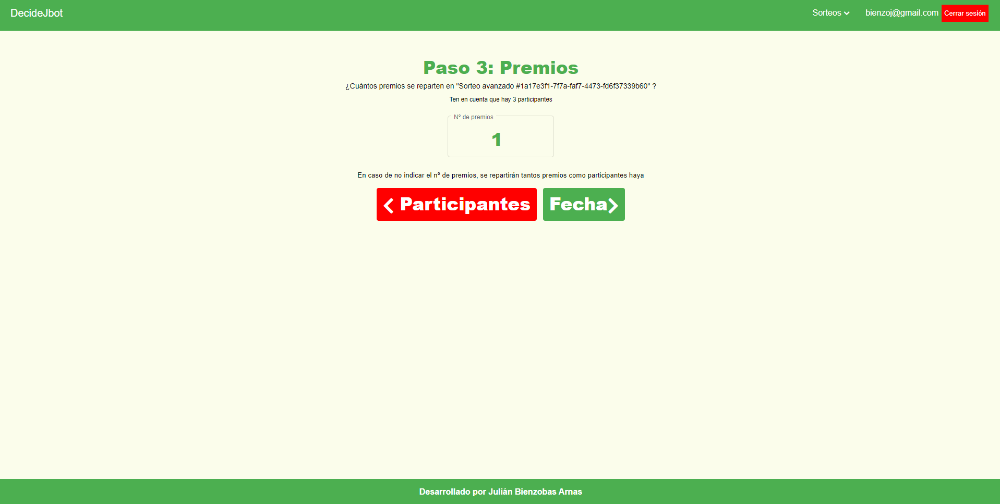 DecideJbot
Sorteos
bienzoj@gmail.com
Cerrar sesión
Paso 3: Premios
¿Cuántos premios se reparten en "Sorteo avanzado #1a17e3f1-7f7a-faf7-4473-fd6f37339b60" ?
Ten en cuenta que hay 3 participantes
Nº de premios
1
En caso de no indicar el nº de premios, se repartirán tantos premios como participantes haya
Participantes
Fecha
Desarrollado por Julián Bienzobas Arnas